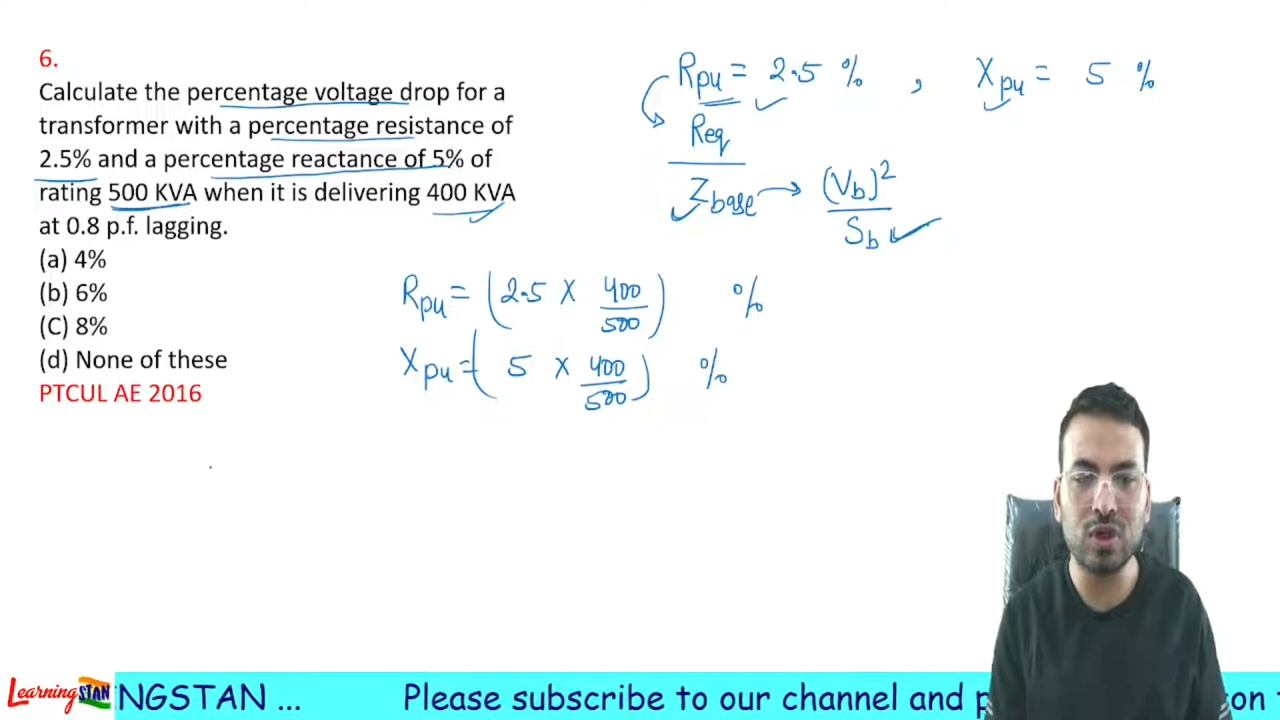 6.
Calculate the percentage voltage drop for a
transformer with a percentage resistance of
2.5% and a percentage reactance of 5% of
rating 500 KVA when it is delivering 400 KVA
at 0.8 p.f. lagging.
(a) 4%
(b) 6%
(C) 8%
(d) None of these
PTCUL AE 2016
Rpu = 2.5 % , Xpu = 5 %
Req
Zbase → (Vb)²
Sb
Rpu = (2.5 × 400/500) %
Xpu = (5 × 400/500) %
LearningSTAN
NGSTAN ... Please subscribe to our channel and p on